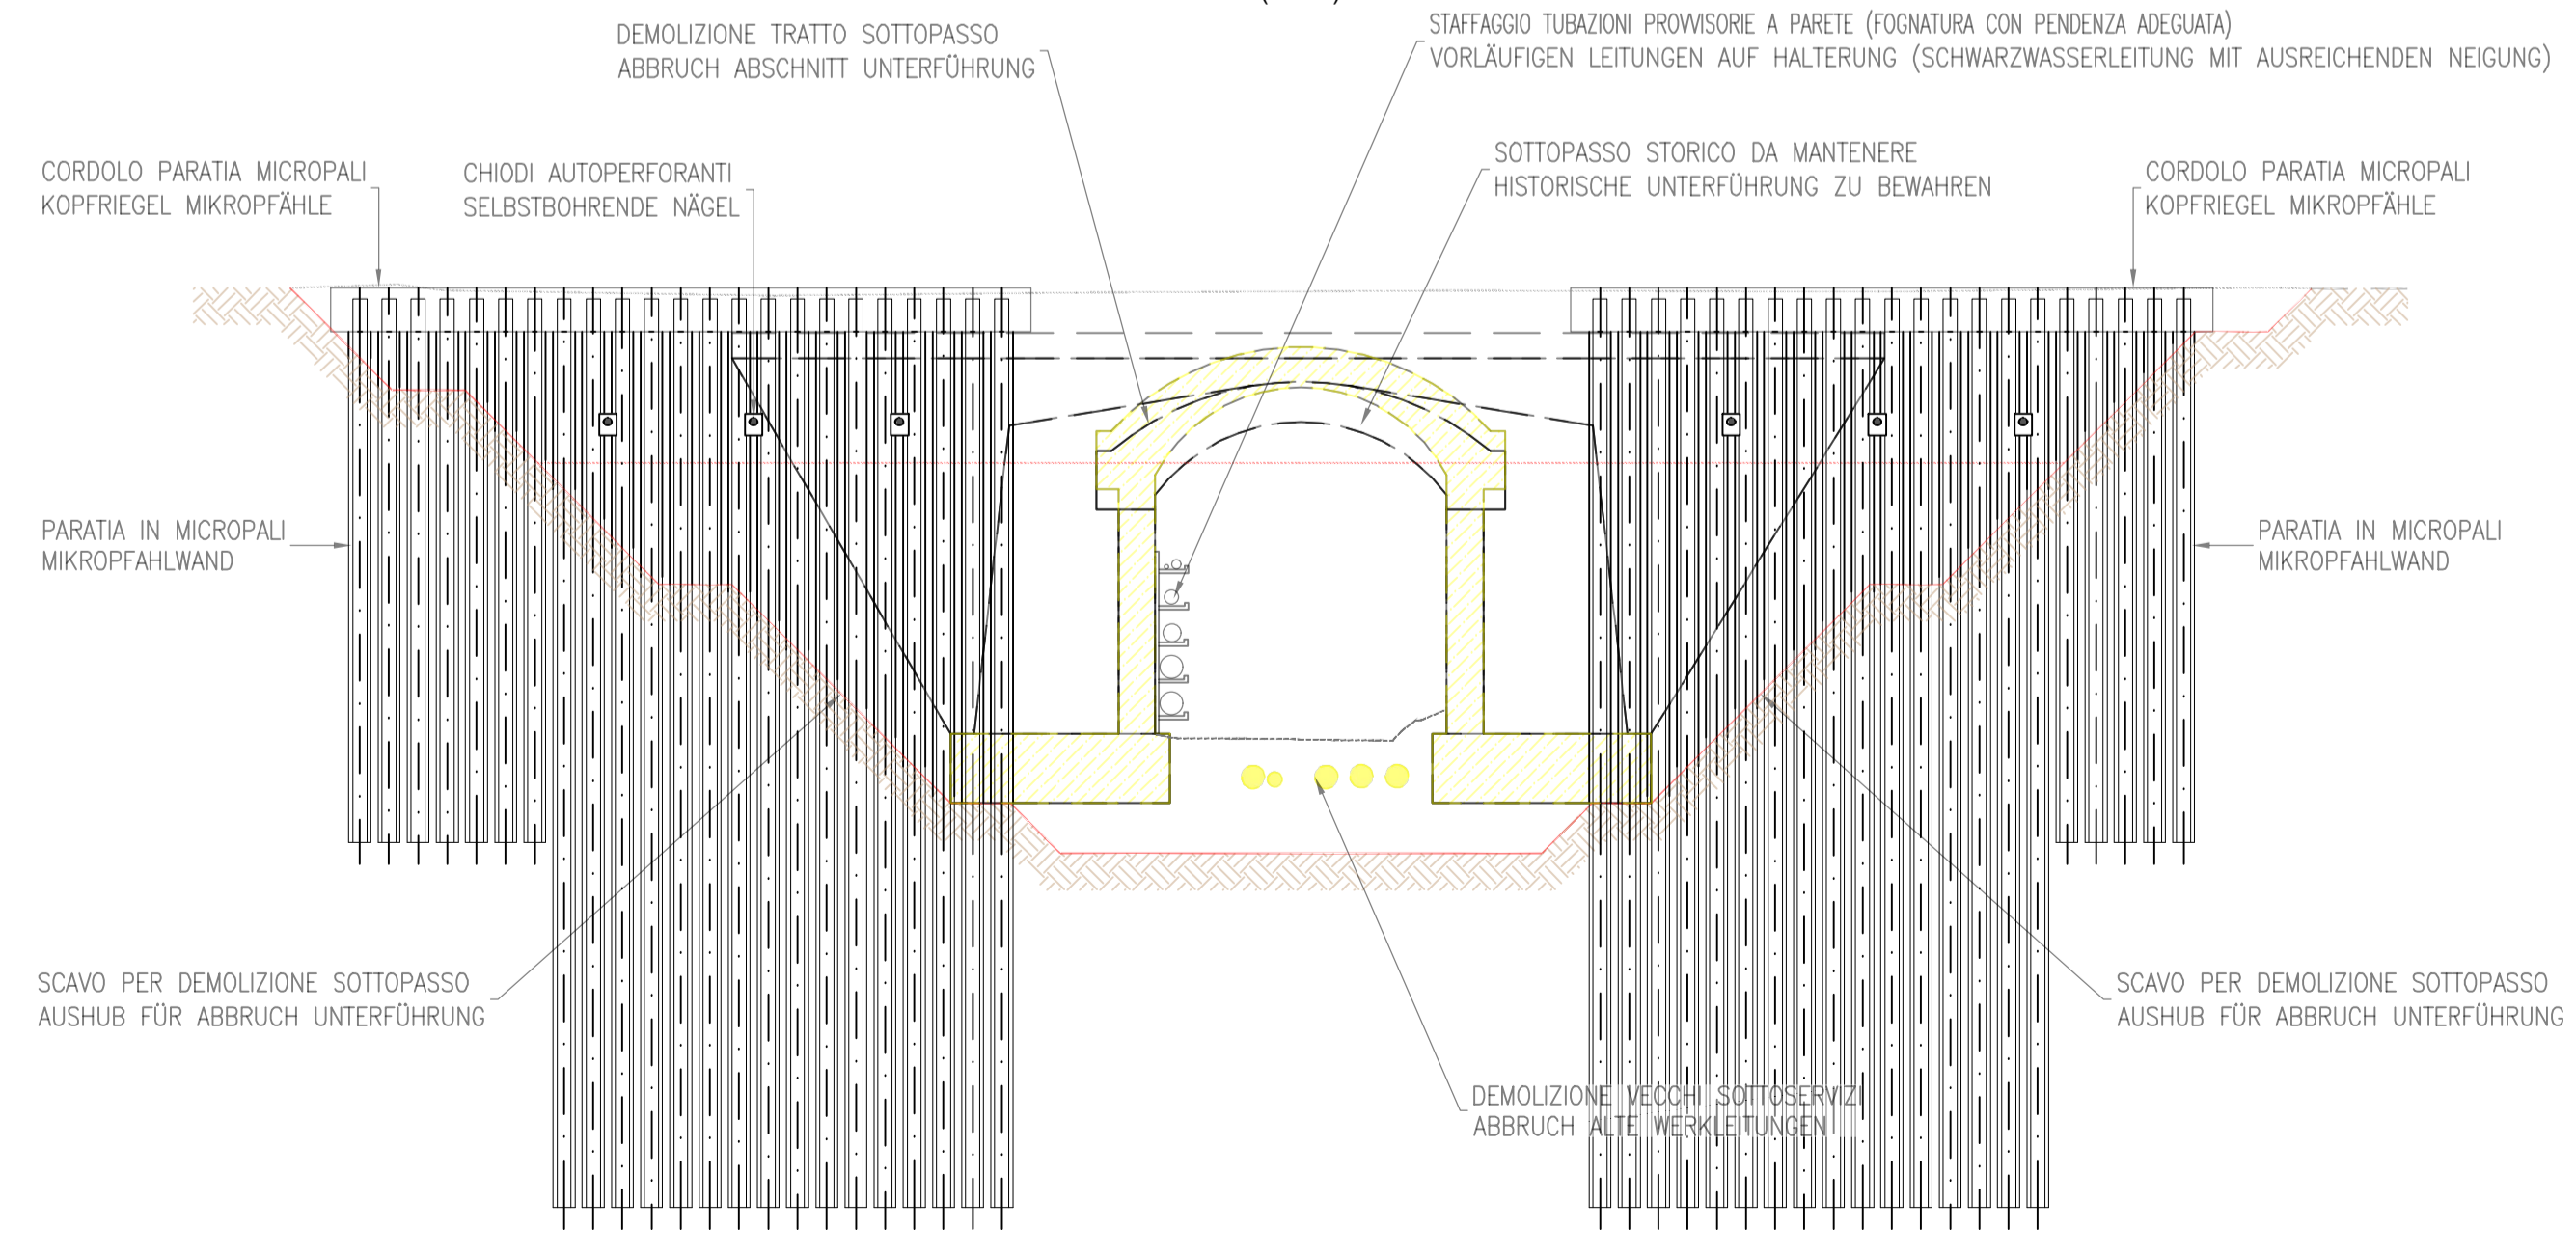 STAFFAGGIO TUBAZIONI PROVVISORIE A PARETE (FOGNATURA CON PENDENZA ADEGUATA)
VORLÄUFIGEN LEITUNGEN AUF HALTERUNG (SCHWARZWASSERLEITUNG MIT AUSREICHENDEN NEIGUNG)
DEMOLIZIONE TRATTO SOTTOPASSO
ABBRUCH ABSCHNITT UNTERFÜHRUNG
SOTTOPASSO STORICO DA MANTENERE
HISTORISCHE UNTERFÜHRUNG ZU BEWAHREN
CORDOLO PARATIA MICROPALI
KOPFRIEGEL MIKROPFÄHLE
CHIODI AUTOPERFORANTI
SELBSTBOHRENDE NÄGEL
CORDOLO PARATIA MICROPALI
KOPFRIEGEL MIKROPFÄHLE
PARATIA IN MICROPALI
MIKROPFAHLWAND
PARATIA IN MICROPALI
MIKROPFAHLWAND
SCAVO PER DEMOLIZIONE SOTTOPASSO
AUSHUB FÜR ABBRUCH UNTERFÜHRUNG
SCAVO PER DEMOLIZIONE SOTTOPASSO
AUSHUB FÜR ABBRUCH UNTERFÜHRUNG
DEMOLIZIONE VECCHI SOTTOSERVIZI
ABBRUCH ALTE WERKLEITUNGEN